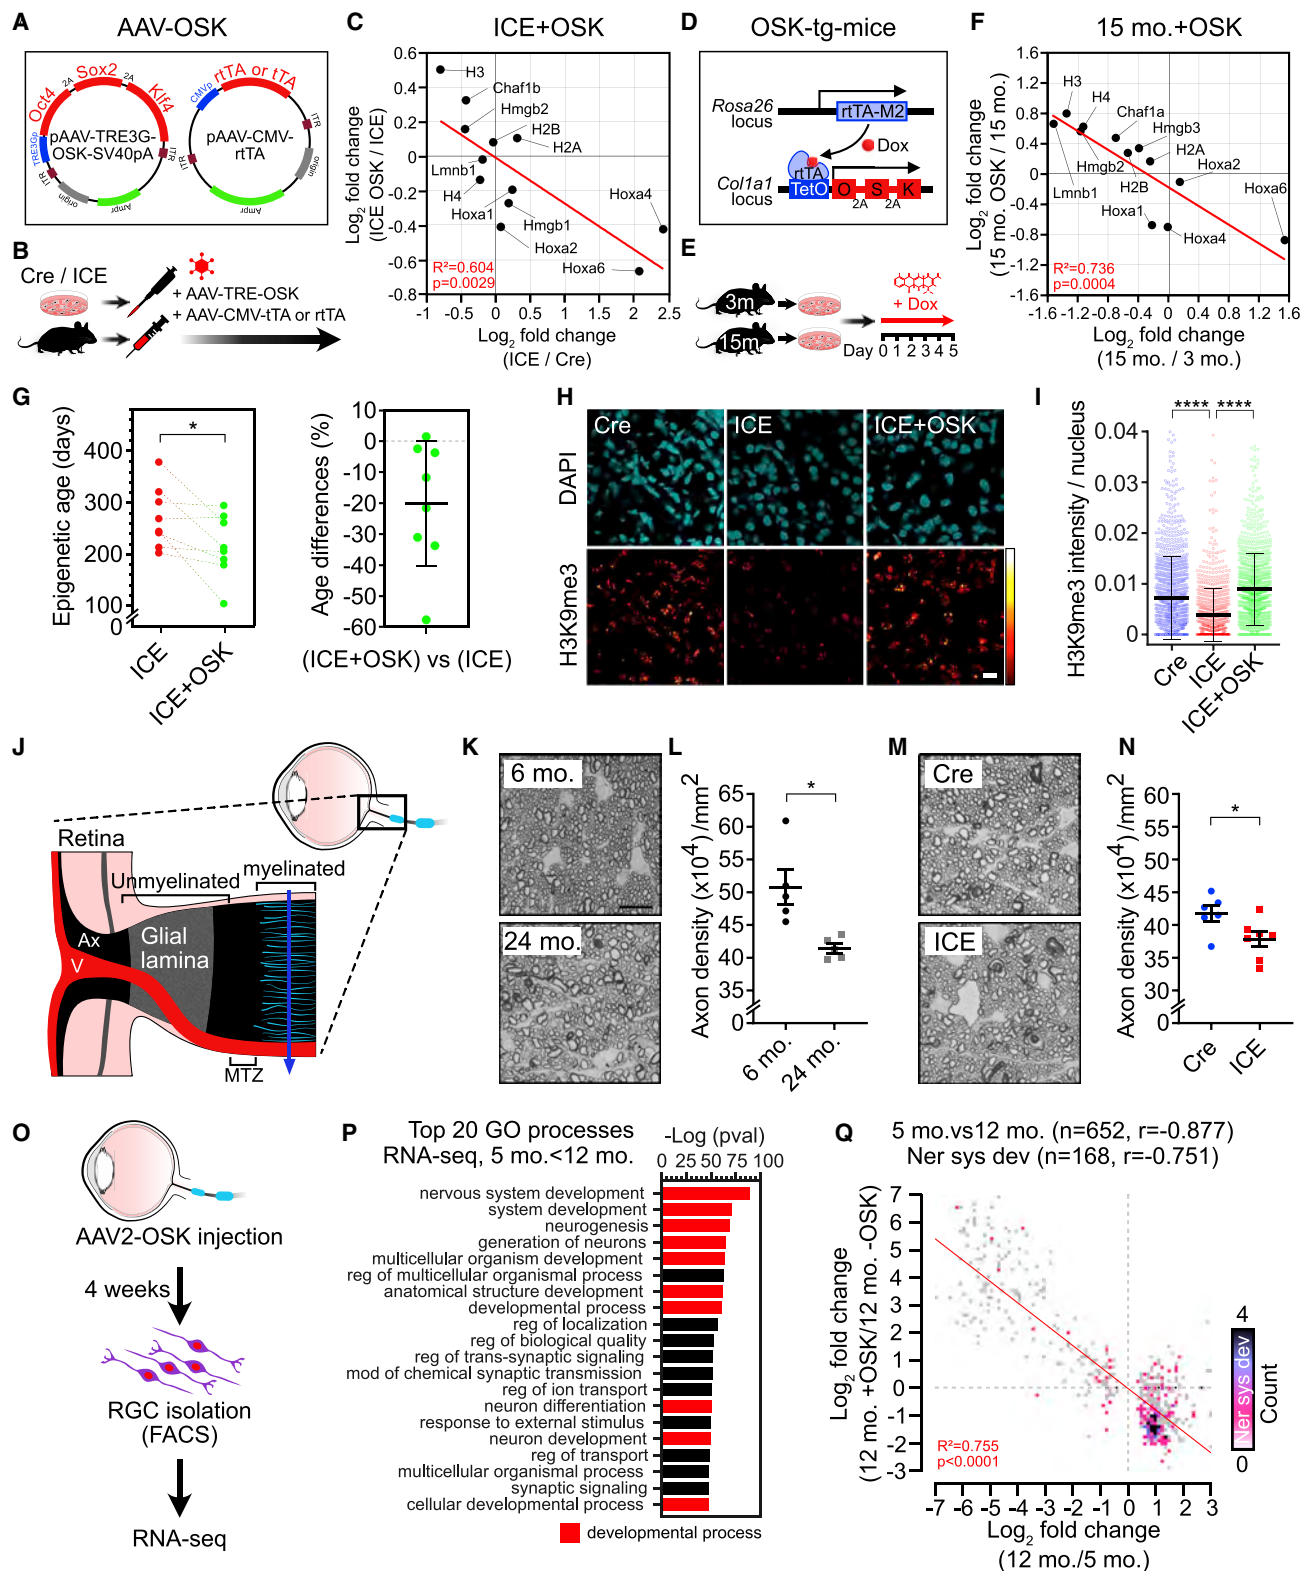 A
AAV-OSK
Oct4
2A
Sox2
2A
Klf4
TRE3Gp
pAAV-TRE3G-
OSK-SV40pA
ITR
ITR
origin
Ampr
CMVp
rtTA or tTA
pAAV-CMV-
rtTA
ITR
ITR
origin
Ampr
B
Cre / ICE
+ AAV-TRE-OSK
+ AAV-CMV-tTA or rtTA
C
ICE+OSK
Log2 fold change
(ICE OSK / ICE)
0.6
0.4
0.2
0
-0.2
-0.4
-0.6
-0.8
H3
Chaf1b
Hmgb2
H2B
H2A
Lmnb1
H4
Hoxa1
Hmgb1
Hoxa2
Hoxa4
Hoxa6
R²=0.604
p=0.0029
-1 -0.5 0 0.5 1 1.5 2 2.5
Log2 fold change
(ICE / Cre)
D
OSK-tg-mice
Rosa26
locus
rtTA-M2
Dox
rtTA
Col1a1
locus
TetO
O
S
K
2A
2A
E
3m
15m
+ Dox
Day
0 1 2 3 4 5
F
15 mo.+OSK
Log2 fold change
(15 mo. OSK / 15 mo.)
1.6
1.2
0.8
0.4
0
-0.4
-0.8
-1.2
-1.6
H3
H4
Chaf1a
Hmgb3
H2A
Hoxa2
Hmgb2
H2B
Lmnb1
Hoxa1
Hoxa4
Hoxa6
R²=0.736
p=0.0004
-1.6 -1.2 -0.8 -0.4 0 0.4 0.8 1.2 1.6
Log2 fold change
(15 mo. / 3 mo.)
G
Epigenetic age (days)
400
300
200
100
0
*
ICE
ICE+OSK
Age differences (%)
10
0
-10
-20
-30
-40
-50
-60
(ICE+OSK) vs (ICE)
H
DAPI
H3K9me3
Cre
ICE
ICE+OSK
I
H3K9me3 intensity / nucleus
0.04
0.03
0.02
0.01
0
**** ****
Cre
ICE
ICE+OSK
J
Retina
Unmyelinated
myelinated
Ax
V
Glial
lamina
MTZ
K
6 mo.
24 mo.
L
Axon density (x10⁴) /mm²
65
60
55
50
45
40
35
0
*
6 mo.
24 mo.
M
Cre
ICE
N
Axon density (x10⁴) /mm²
60
55
50
45
40
35
30
0
*
Cre
ICE
O
AAV2-OSK injection
4 weeks
RGC isolation
(FACS)
RNA-seq
P
Top 20 GO processes
RNA-seq, 5 mo.<12 mo.
-Log (pval)
0 25 50 75 100
nervous system development
system development
neurogenesis
generation of neurons
multicellular organism development
reg of multicellular organismal process
anatomical structure development
developmental process
reg of localization
reg of biological quality
reg of trans-synaptic signaling
mod of chemical synaptic transmission
reg of ion transport
neuron differentiation
response to external stimulus
neuron development
reg of transport
multicellular organismal process
synaptic signaling
cellular developmental process
developmental process
Q
5 mo.vs12 mo. (n=652, r=-0.877)
Ner sys dev (n=168, r=-0.751)
Log2 fold change
(12 mo. +OSK/12 mo. -OSK)
7
6
5
4
3
2
1
0
-1
-2
-3
R²=0.755
p<0.0001
-7 -6 -5 -4 -3 -2 -1 0 1 2 3
Log2 fold change
(12 mo./5 mo.)
4
Ner sys dev
Count
0